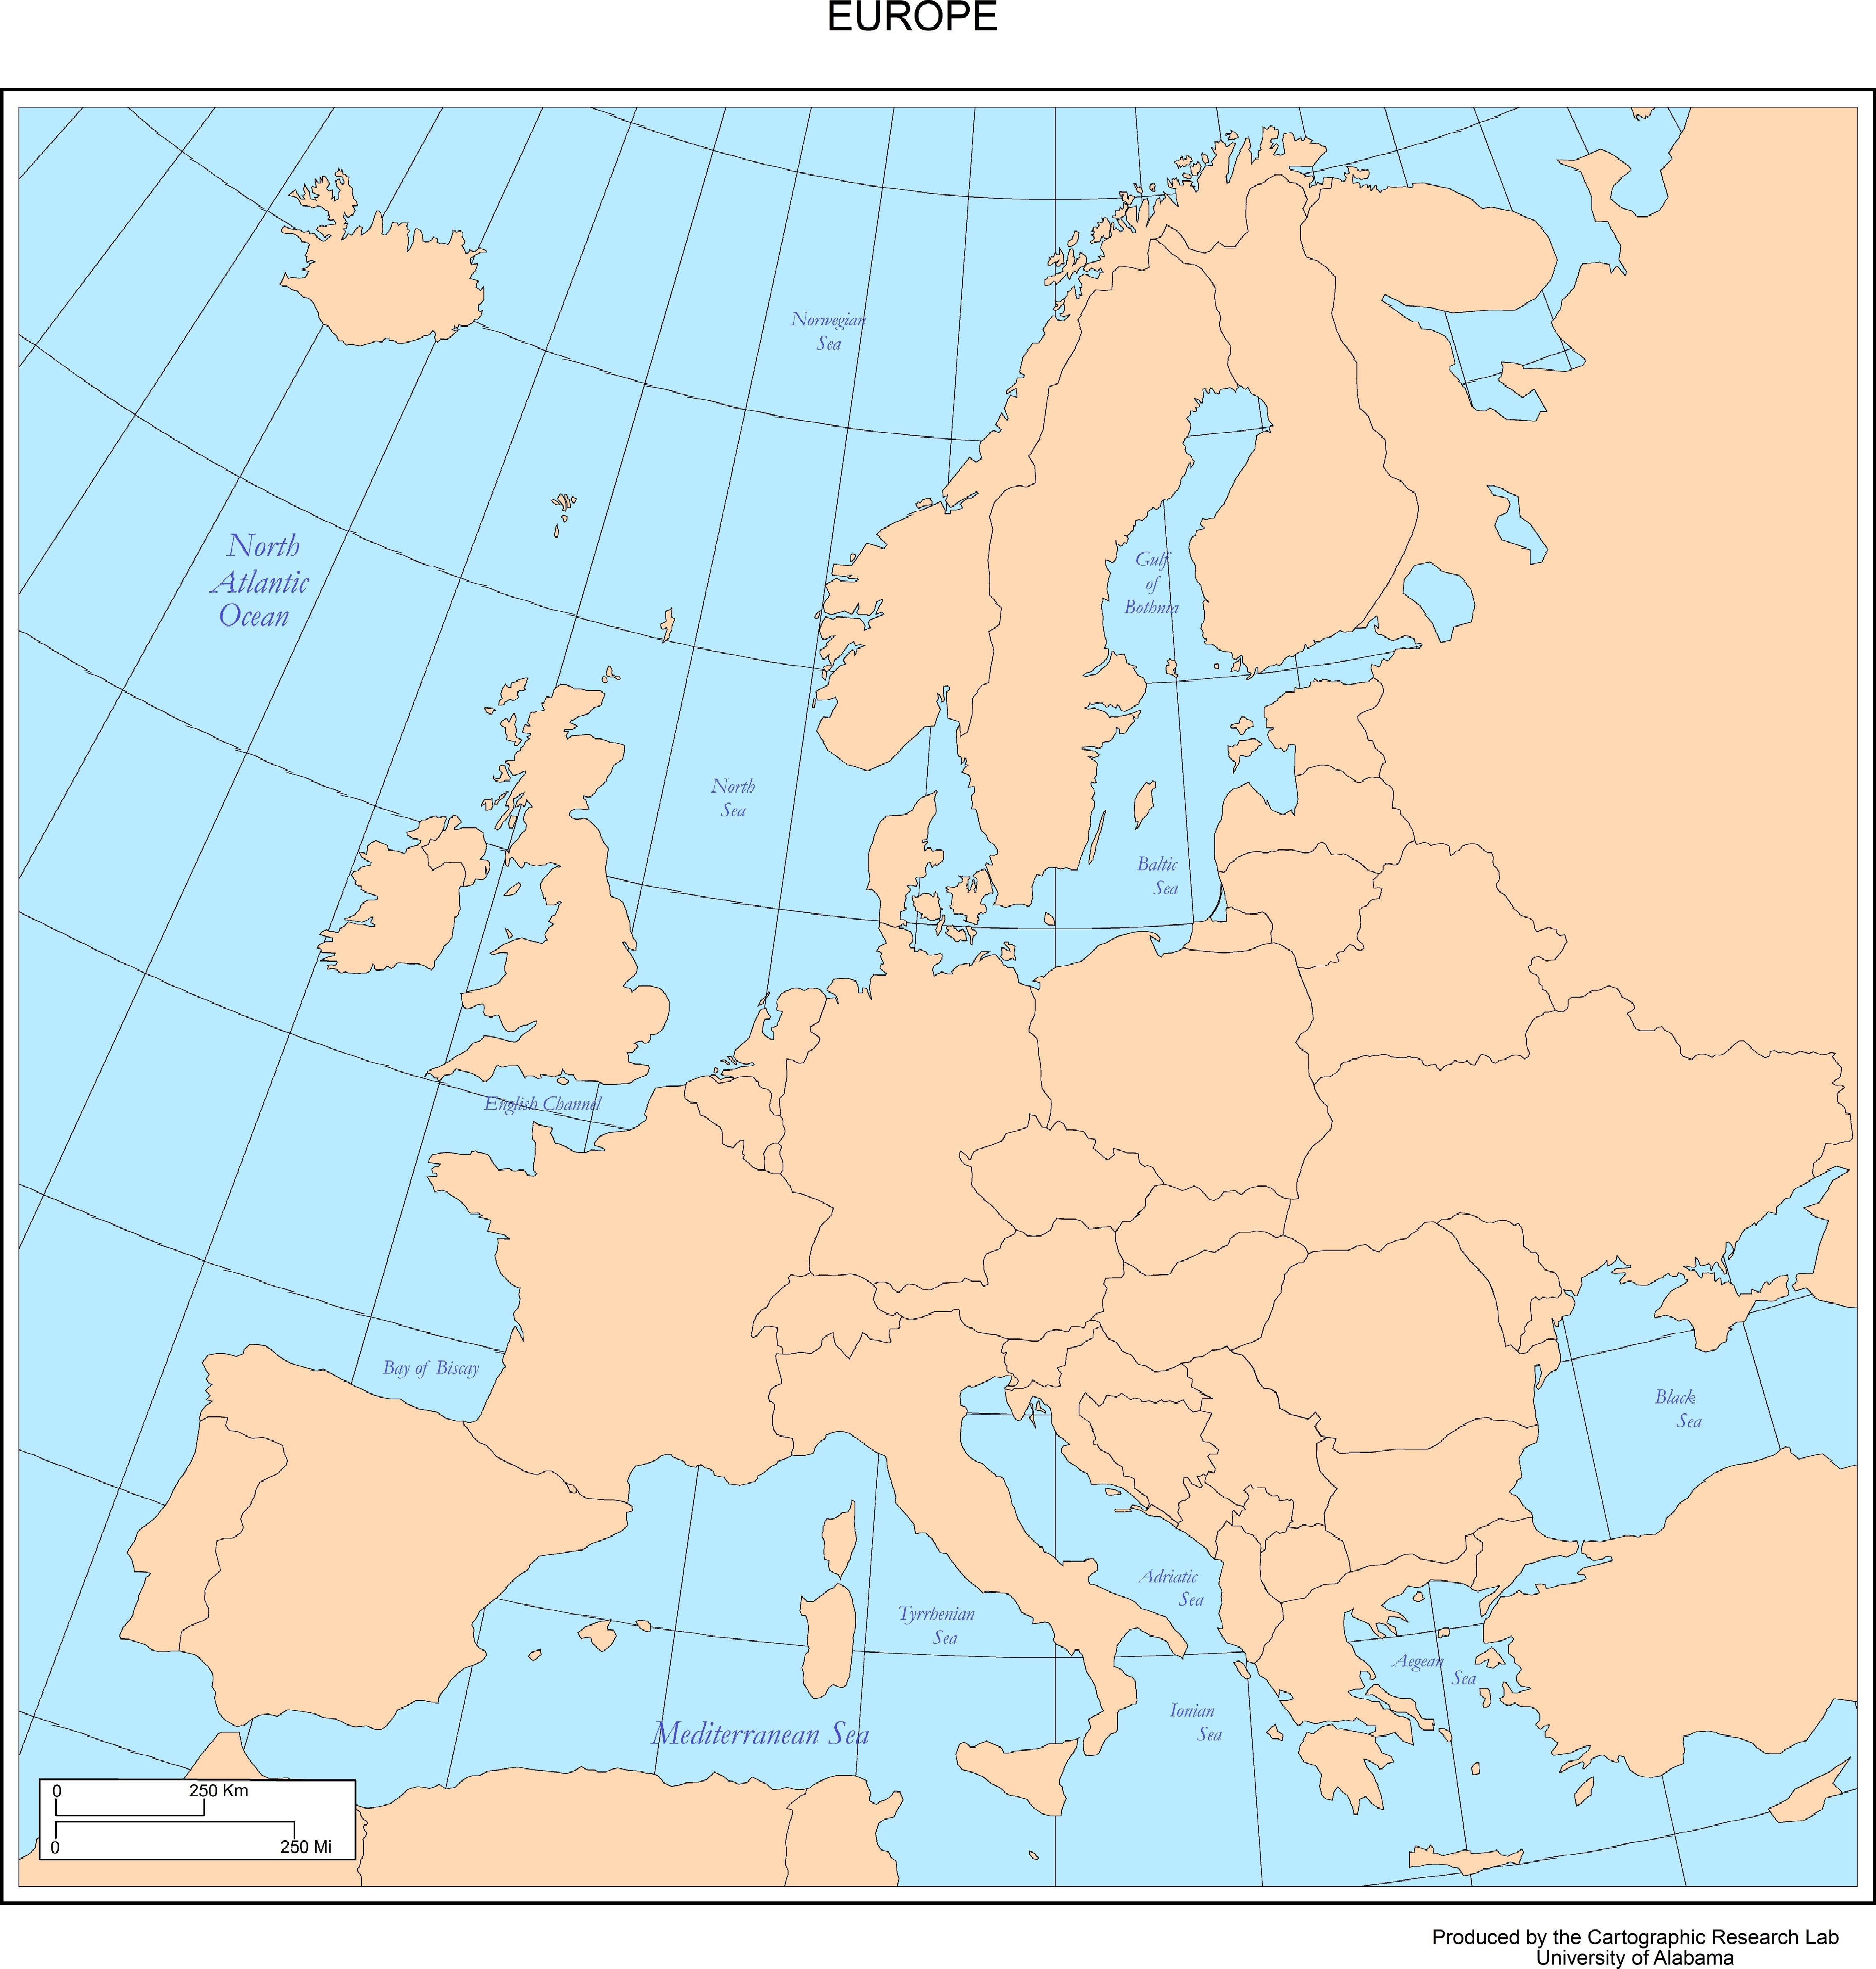 EUROPE
Norwegian
Sea
North
Atlantic
Ocean
Gulf
of
Bothnia
North
Sea
Baltic
Sea
English Channel
Bay of Biscay
Black
Sea
Adriatic
Sea
Tyrrhenian
Sea
Aegean
Sea
Ionian
Sea
Mediterranean Sea
0 250 Km
0 250 Mi
Produced by the Cartographic Research Lab
University of Alabama